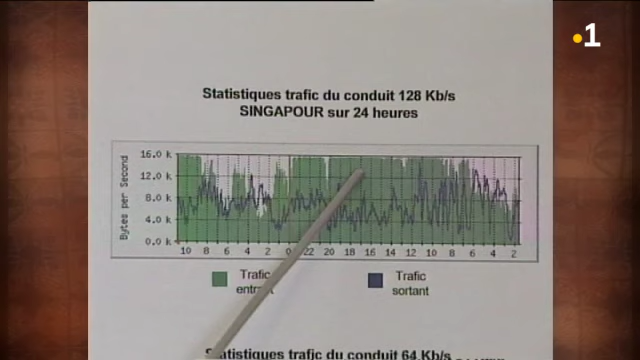 1
Statistiques trafic du conduit 128 Kb/s
SINGAPOUR sur 24 heures
Bytes per Second
16.0 k
12.0 k
8.0 k
4.0 k
0.0 k
10 8 6 4 2 0 22 20 18 16 14 12 10 8 6 4 2
Trafic
Trafic
sortant
Statistiques trafic du conduit 64 Kb/s